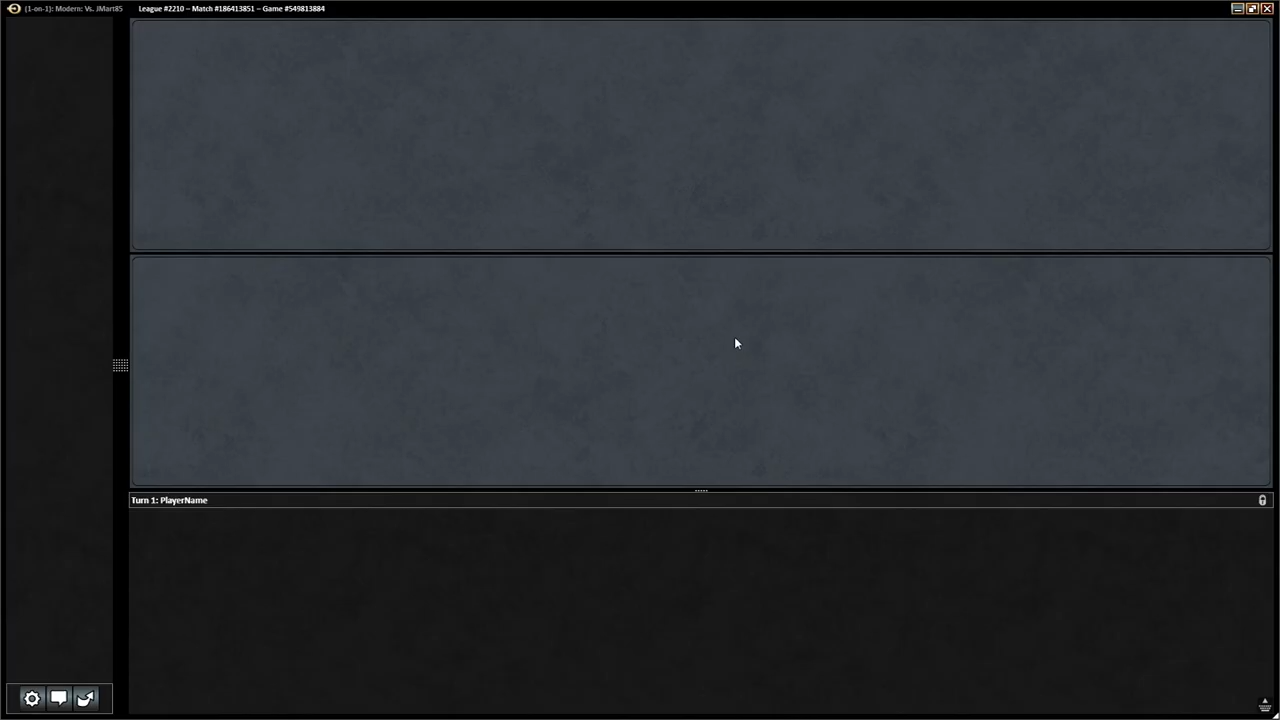 (1-on-1): Modern: Vs. JMart85
League #2210 – Match #186413851 – Game #549813884
Turn 1: PlayerName